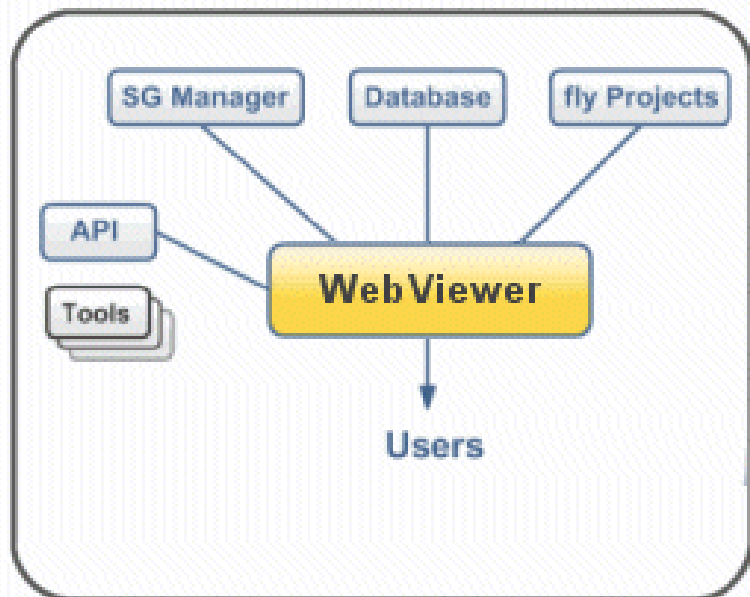 SG Manager
Database
fly Projects
API
WebViewer
Tools
Users